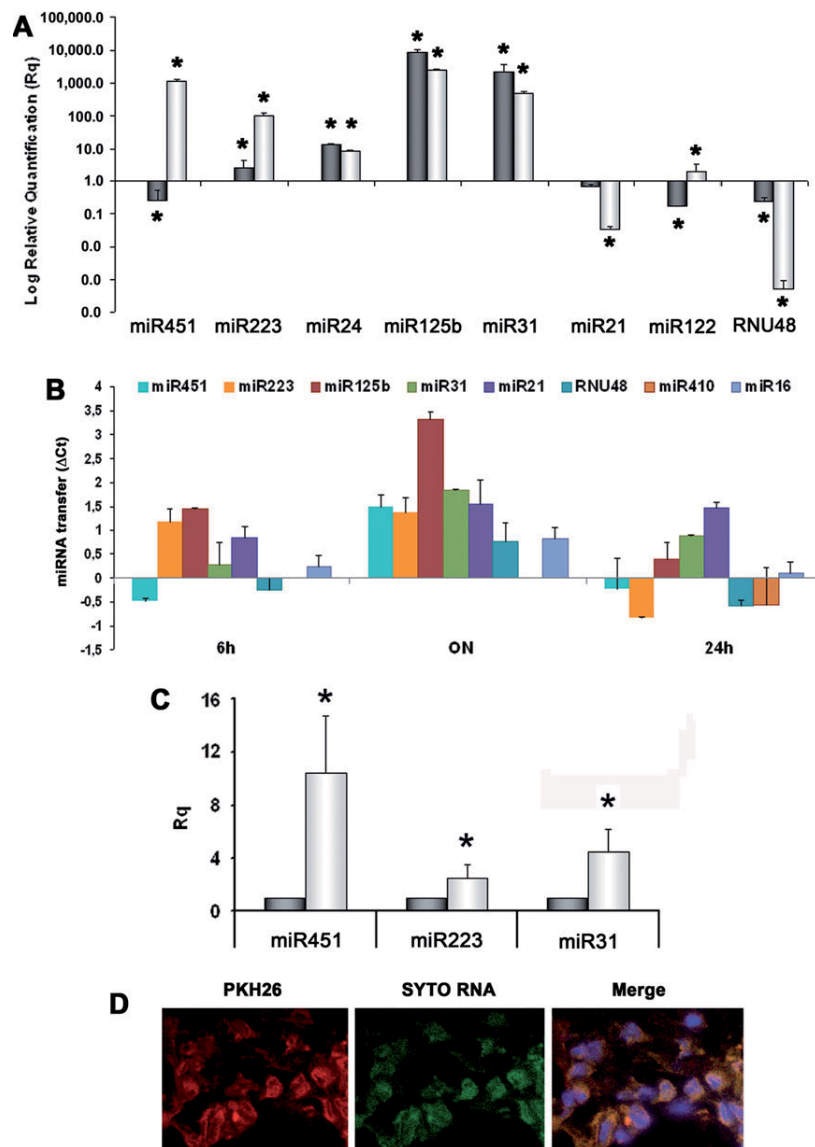 A
Log Relative Quantification (Rq)
100,000.0
10,000.0
1,000.0
100.0
10.0
1.0
0.1
0.0
0.0
0.0
* * * * * * * * * * * * * *
miR451 miR223 miR24 miR125b miR31 miR21 miR122 RNU48
B
miRNA transfer (ΔCt)
4
3,5
3
2,5
2
1,5
1
0,5
0
-0,5
-1
-1,5
miR451 miR223 miR125b miR31 miR21 RNU48 miR410 miR16
6h ON 24h
C
Rq
16
12
8
4
0
* * *
miR451 miR223 miR31
D
PKH26 SYTO RNA Merge